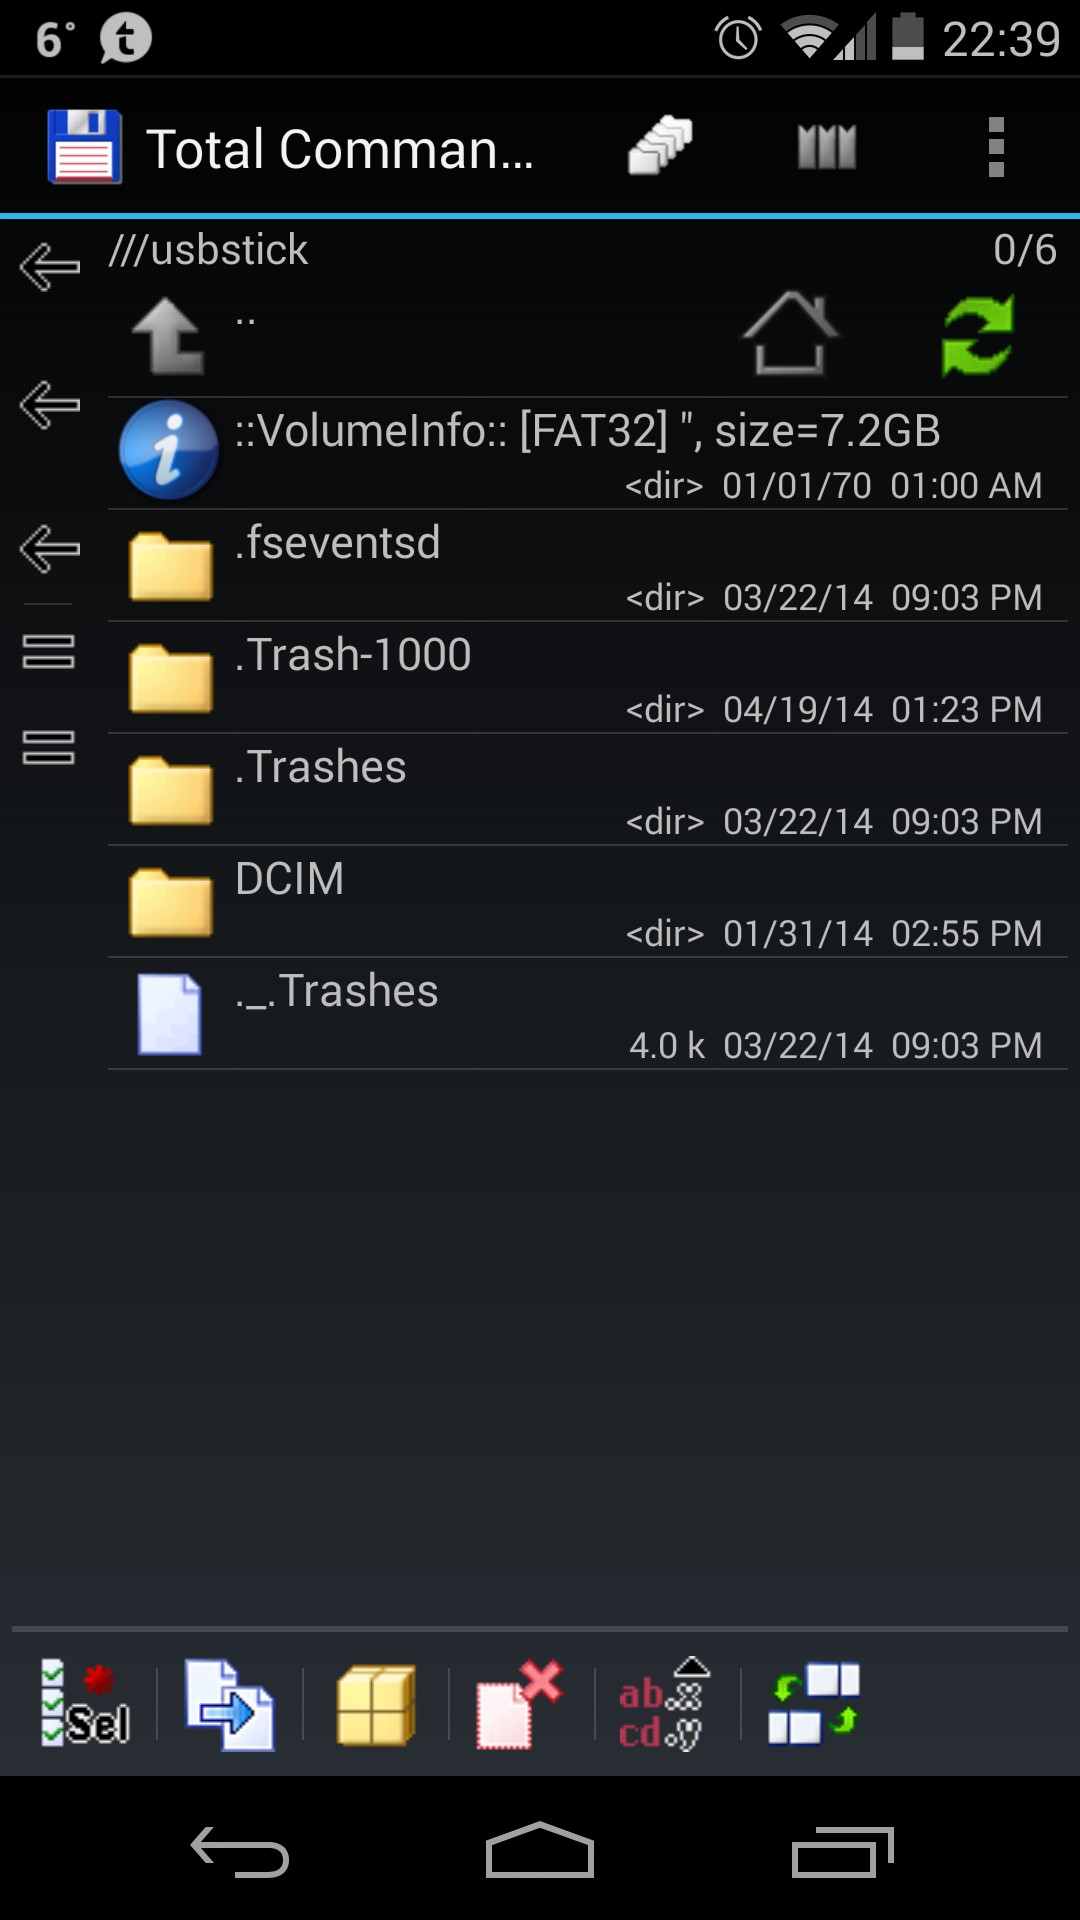 6° t 22:39
Total Comman...
///usbstick 0/6
..
::VolumeInfo:: [FAT32] ", size=7.2GB
<dir> 01/01/70 01:00 AM
.fseventsd
<dir> 03/22/14 09:03 PM
.Trash-1000
<dir> 04/19/14 01:23 PM
.Trashes
<dir> 03/22/14 09:03 PM
DCIM
<dir> 01/31/14 02:55 PM
._.Trashes
4.0 k 03/22/14 09:03 PM
*Sel ab.xx cd.yy